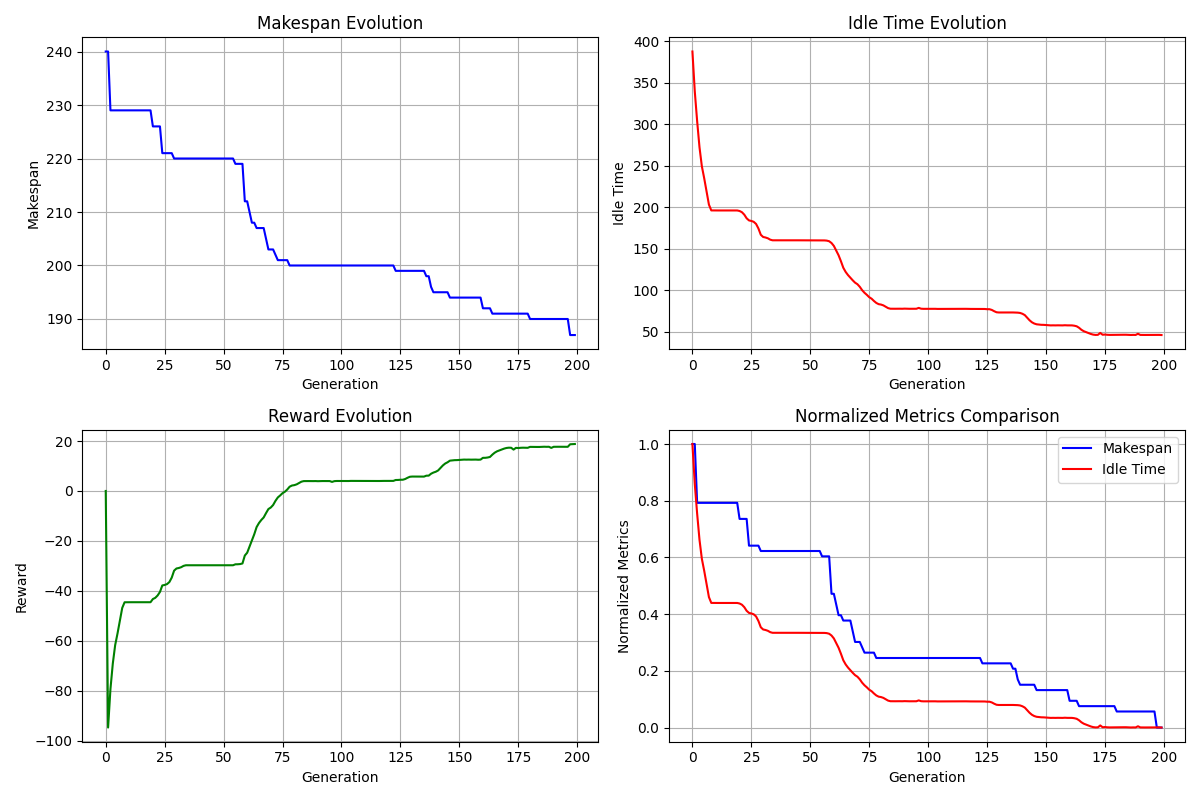 Makespan Evolution
240
230
220
210
200
190
Makespan
0 25 50 75 100 125 150 175 200
Generation
Idle Time Evolution
400
350
300
250
200
150
100
50
Idle Time
0 25 50 75 100 125 150 175 200
Generation
Reward Evolution
20
0
−20
−40
−60
−80
−100
Reward
0 25 50 75 100 125 150 175 200
Generation
Normalized Metrics Comparison
1.0
0.8
0.6
0.4
0.2
0.0
Normalized Metrics
Makespan
Idle Time
0 25 50 75 100 125 150 175 200
Generation